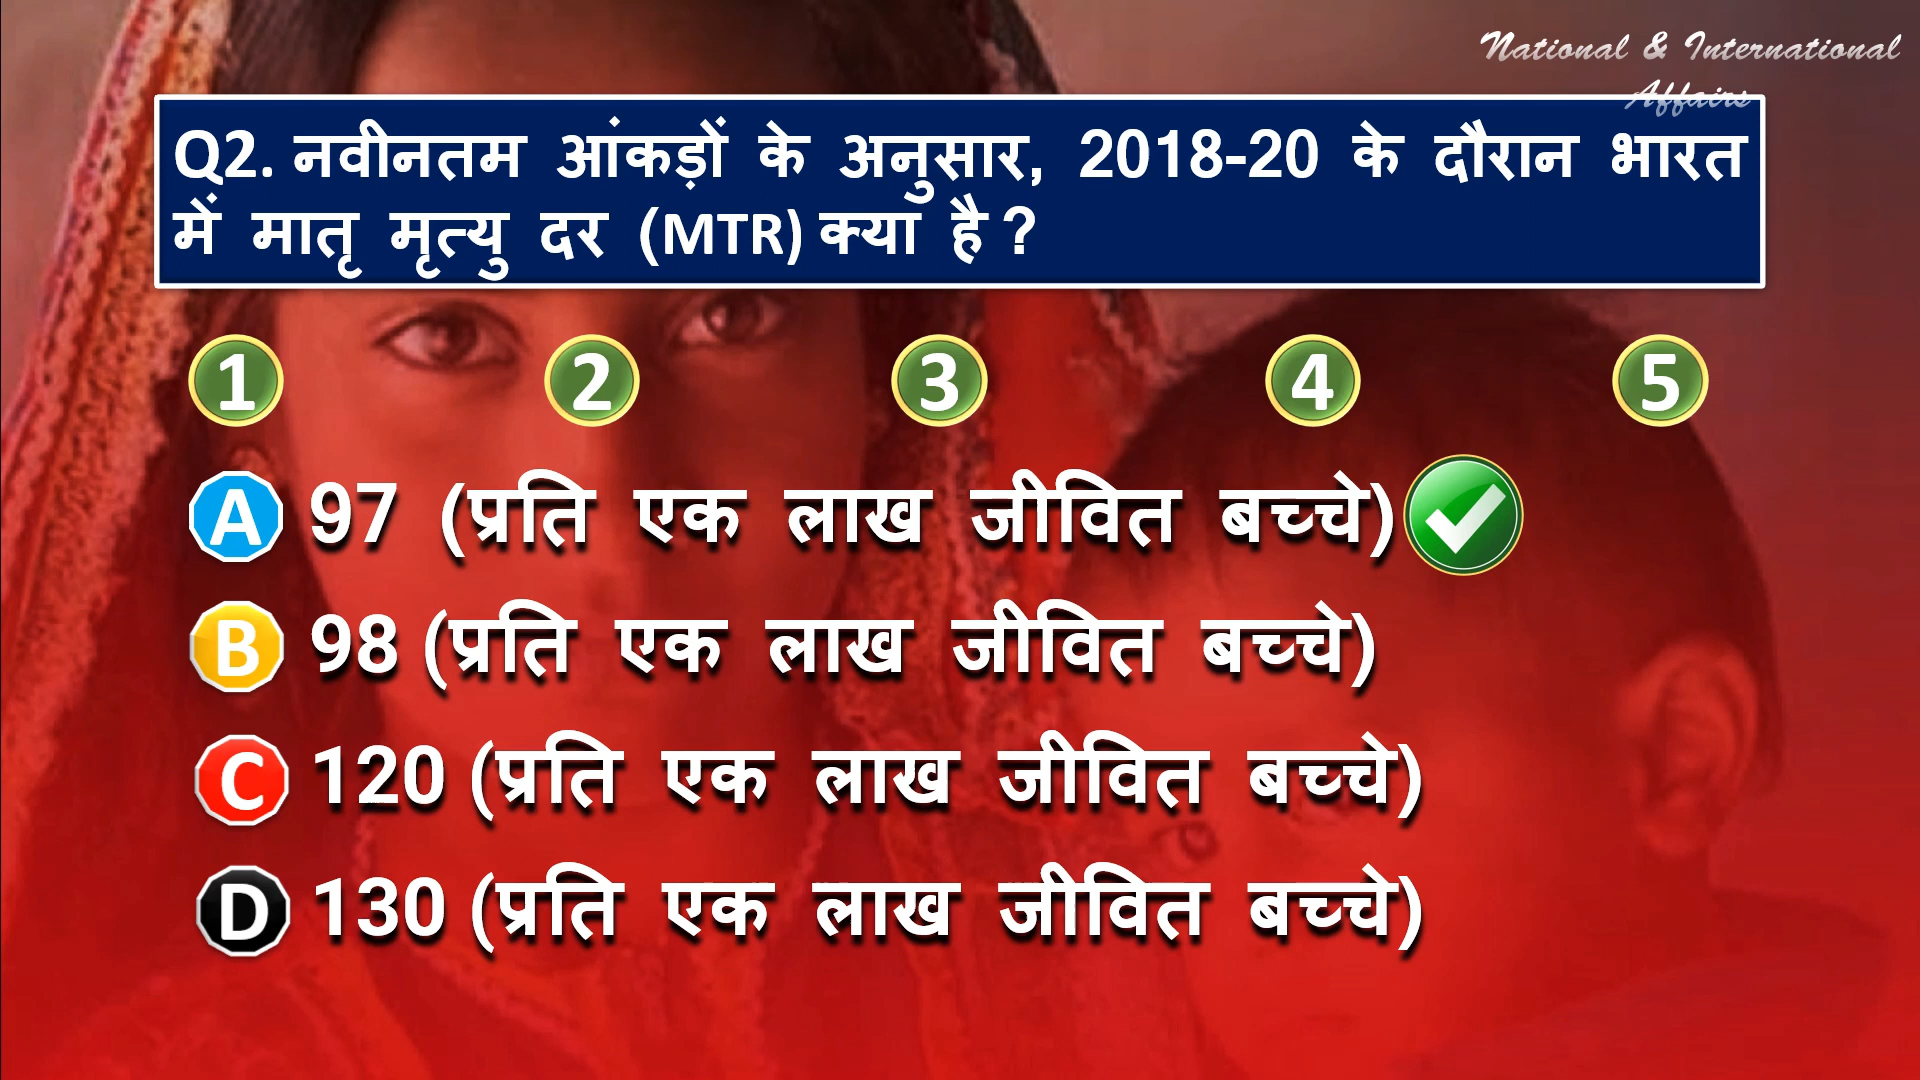 National & International
Affairs
Q2. नवीनतम आंकड़ों के अनुसार, 2018-20 के दौरान भारत
में मातृ मृत्यु दर (MTR) क्या है ?
1 2 3 4 5
A 97 (प्रति एक लाख जीवित बच्चे)
B 98 (प्रति एक लाख जीवित बच्चे)
C 120 (प्रति एक लाख जीवित बच्चे)
D 130 (प्रति एक लाख जीवित बच्चे)